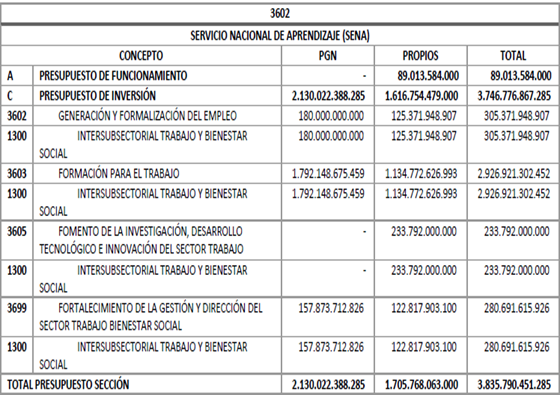 3602
SERVICIO NACIONAL DE APRENDIZAJE (SENA)
CONCEPTO PGN PROPIOS TOTAL
A PRESUPUESTO DE FUNCIONAMIENTO - 89.013.584.000 89.013.584.000
C PRESUPUESTO DE INVERSIÓN 2.130.022.388.285 1.616.754.479.000 3.746.776.867.285
3602 GENERACIÓN Y FORMALIZACIÓN DEL EMPLEO 180.000.000.000 125.371.948.907 305.371.948.907
1300 INTERSUBSECTORIAL TRABAJO Y BIENESTAR 180.000.000.000 125.371.948.907 305.371.948.907
SOCIAL
3603 FORMACIÓN PARA EL TRABAJO 1.792.148.675.459 1.134.772.626.993 2.926.921.302.452
1300 INTERSUBSECTORIAL TRABAJO Y BIENESTAR 1.792.148.675.459 1.134.772.626.993 2.926.921.302.452
SOCIAL
3605 FOMENTO DE LA INVESTIGACIÓN, DESARROLLO - 233.792.000.000 233.792.000.000
TECNOLÓGICO E INNOVACIÓN DEL SECTOR TRABAJO
1300 INTERSUBSECTORIAL TRABAJO Y BIENESTAR - 233.792.000.000 233.792.000.000
SOCIAL
3699 FORTALECIMIENTO DE LA GESTIÓN Y DIRECCIÓN DEL 157.873.712.826 122.817.903.100 280.691.615.926
SECTOR TRABAJO BIENESTAR SOCIAL
1300 INTERSUBSECTORIAL TRABAJO Y BIENESTAR 157.873.712.826 122.817.903.100 280.691.615.926
SOCIAL
TOTAL PRESUPUESTO SECCIÓN 2.130.022.388.285 1.705.768.063.000 3.835.790.451.285